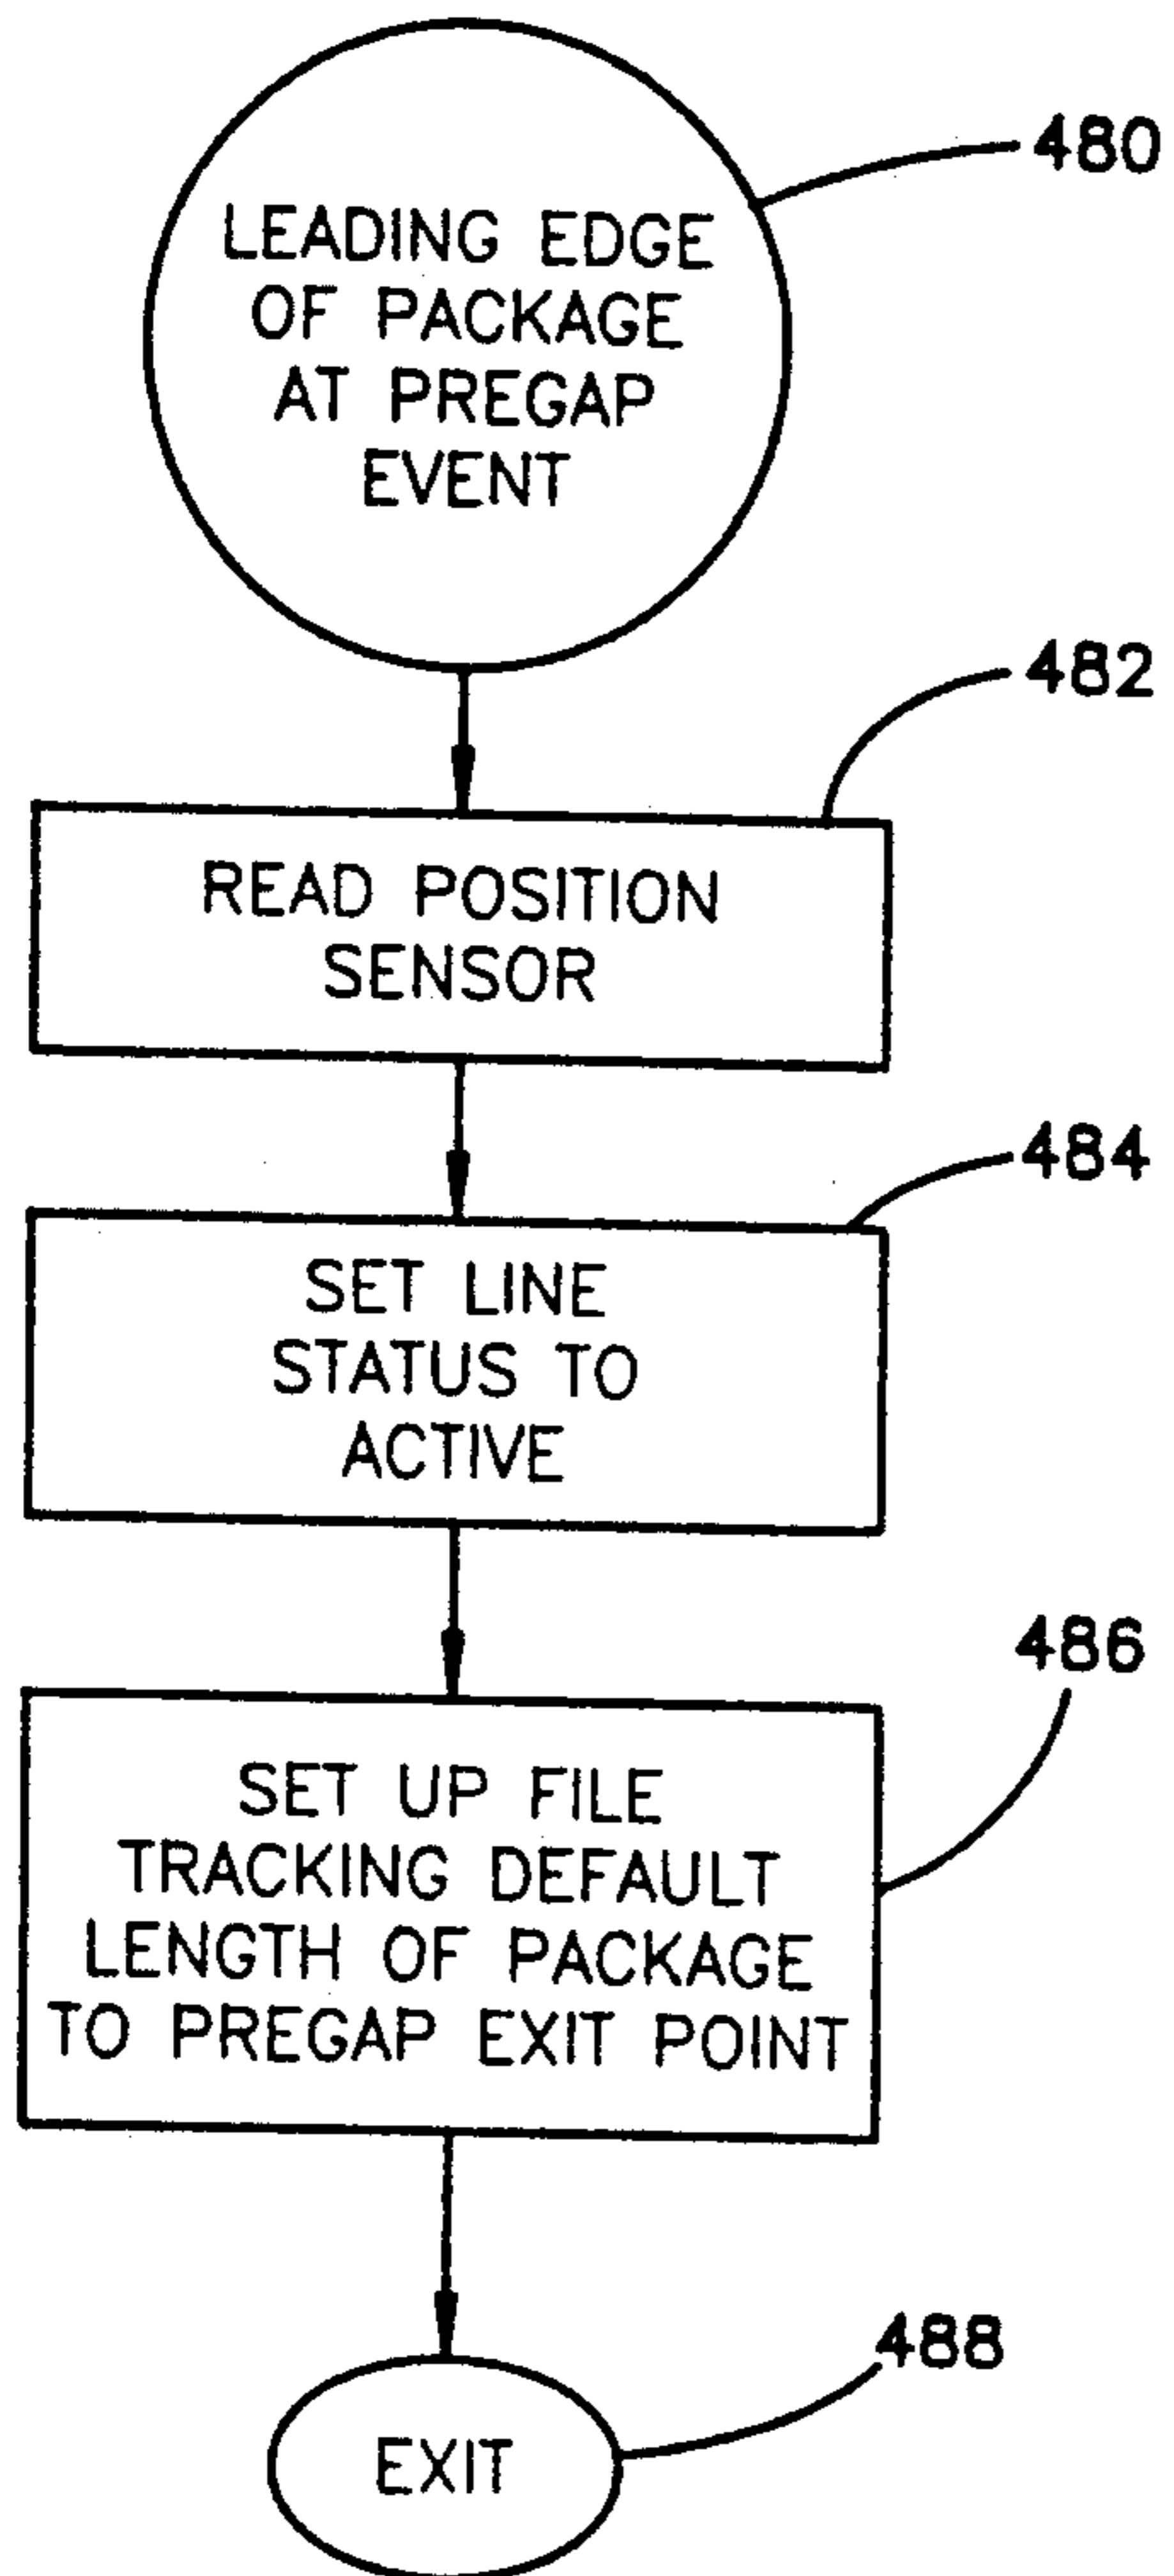 480
LEADING EDGE
OF PACKAGE
AT PREGAP
EVENT
482
READ POSITION
SENSOR
484
SET LINE
STATUS TO
ACTIVE
486
SET UP FILE
TRACKING DEFAULT
LENGTH OF PACKAGE
TO PREGAP EXIT POINT
488
EXIT